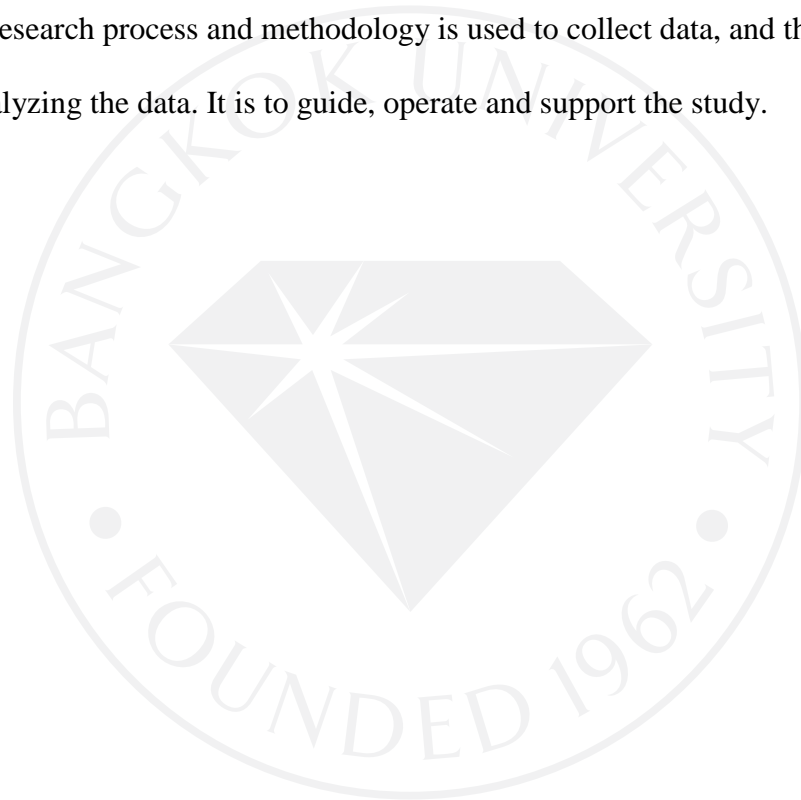 esearch process and methodology is used to collect data, and th
lyzing the data. It is to guide, operate and support the study.
BANGKOK UNIVERSITY
FOUNDED 1962